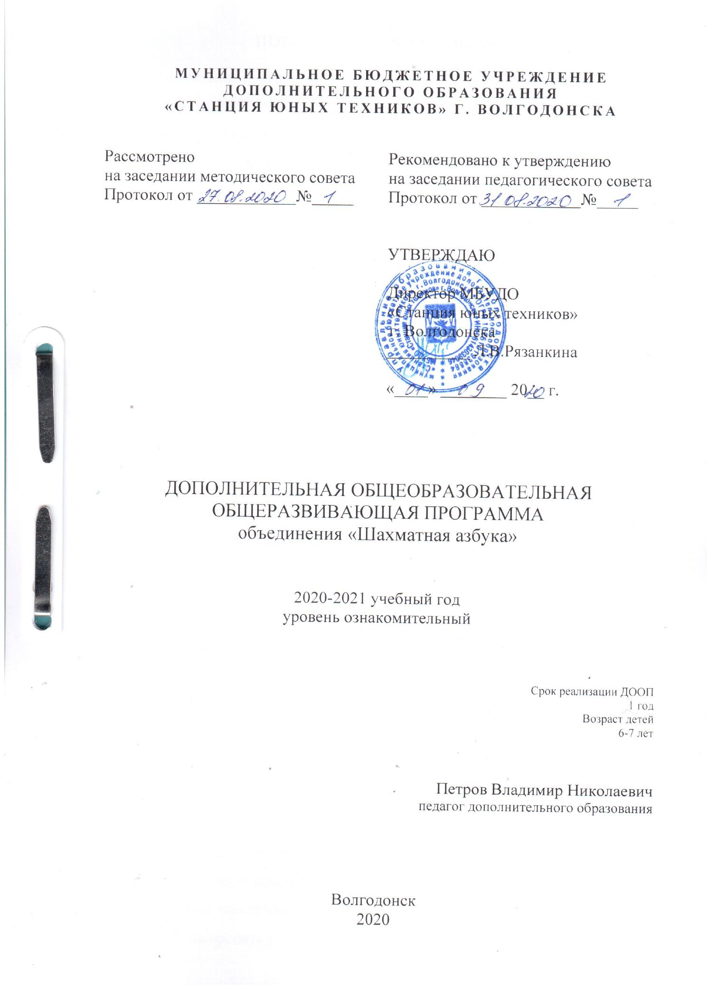 МУНИЦИПАЛЬНОЕ БЮДЖЕТНОЕ УЧРЕЖДЕНИЕ
ДОПОЛНИТЕЛЬНОГО ОБРАЗОВАНИЯ
«СТАНЦИЯ ЮНЫХ ТЕХНИКОВ» Г. ВОЛГОДОНСКА
Рассмотрено
на заседании методического совета
Протокол от 27.08.2020 № 1
Рекомендовано к утверждению
на заседании педагогического совета
Протокол от 31.08.2020 № 1
УТВЕРЖДАЮ
Директор МБУДО
«Станция юных техников»
г. Волгодонска
Л.В.Рязанкина
« 01 » 09 2020 г.
ДОПОЛНИТЕЛЬНАЯ ОБЩЕОБРАЗОВАТЕЛЬНАЯ
ОБЩЕРАЗВИВАЮЩАЯ ПРОГРАММА
объединения «Шахматная азбука»
2020-2021 учебный год
уровень ознакомительный
Срок реализации ДООП
1 год
Возраст детей
6-7 лет
Петров Владимир Николаевич
педагог дополнительного образования
Волгодонск
2020